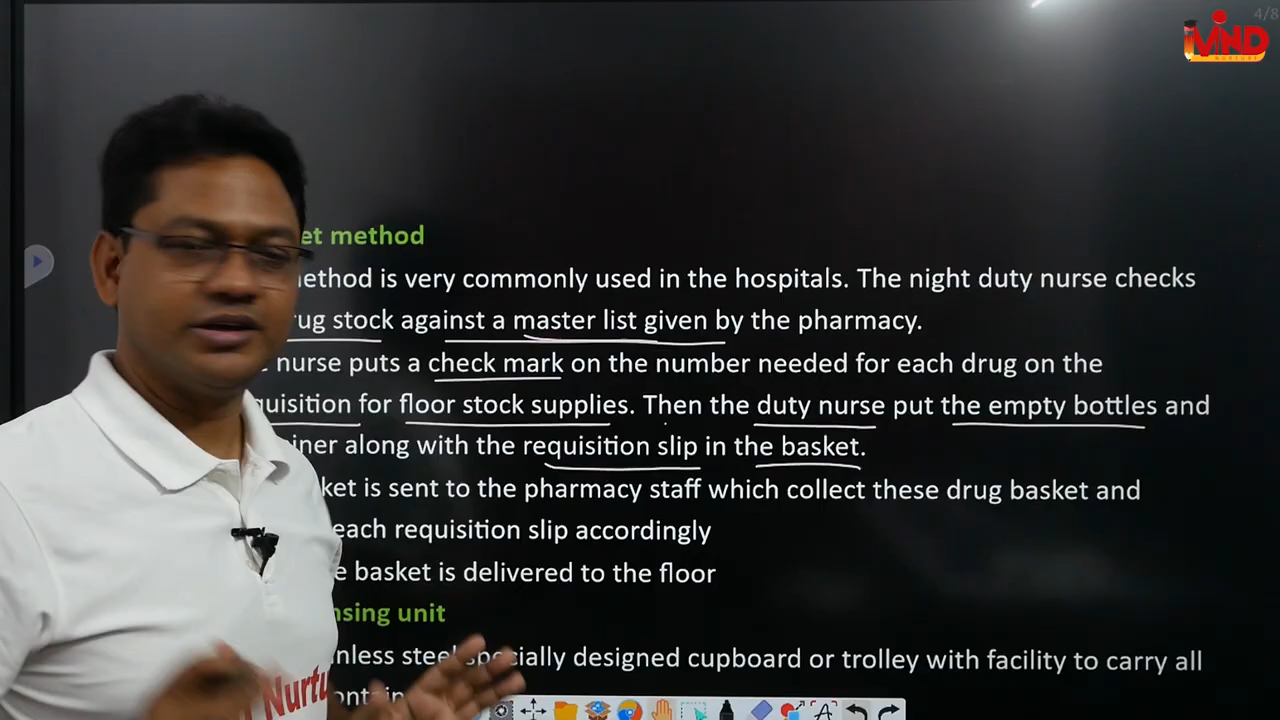 4/8
MIND
NURTURE
et method
ethod is very commonly used in the hospitals. The night duty nurse checks
rug stock against a master list given by the pharmacy.
nurse puts a check mark on the number needed for each drug on the
quisition for floor stock supplies. Then the duty nurse put the empty bottles and
iner along with the requisition slip in the basket.
ket is sent to the pharmacy staff which collect these drug basket and
each requisition slip accordingly
e basket is delivered to the floor
nsing unit
nless steel specially designed cupboard or trolley with facility to carry all
Nurtu